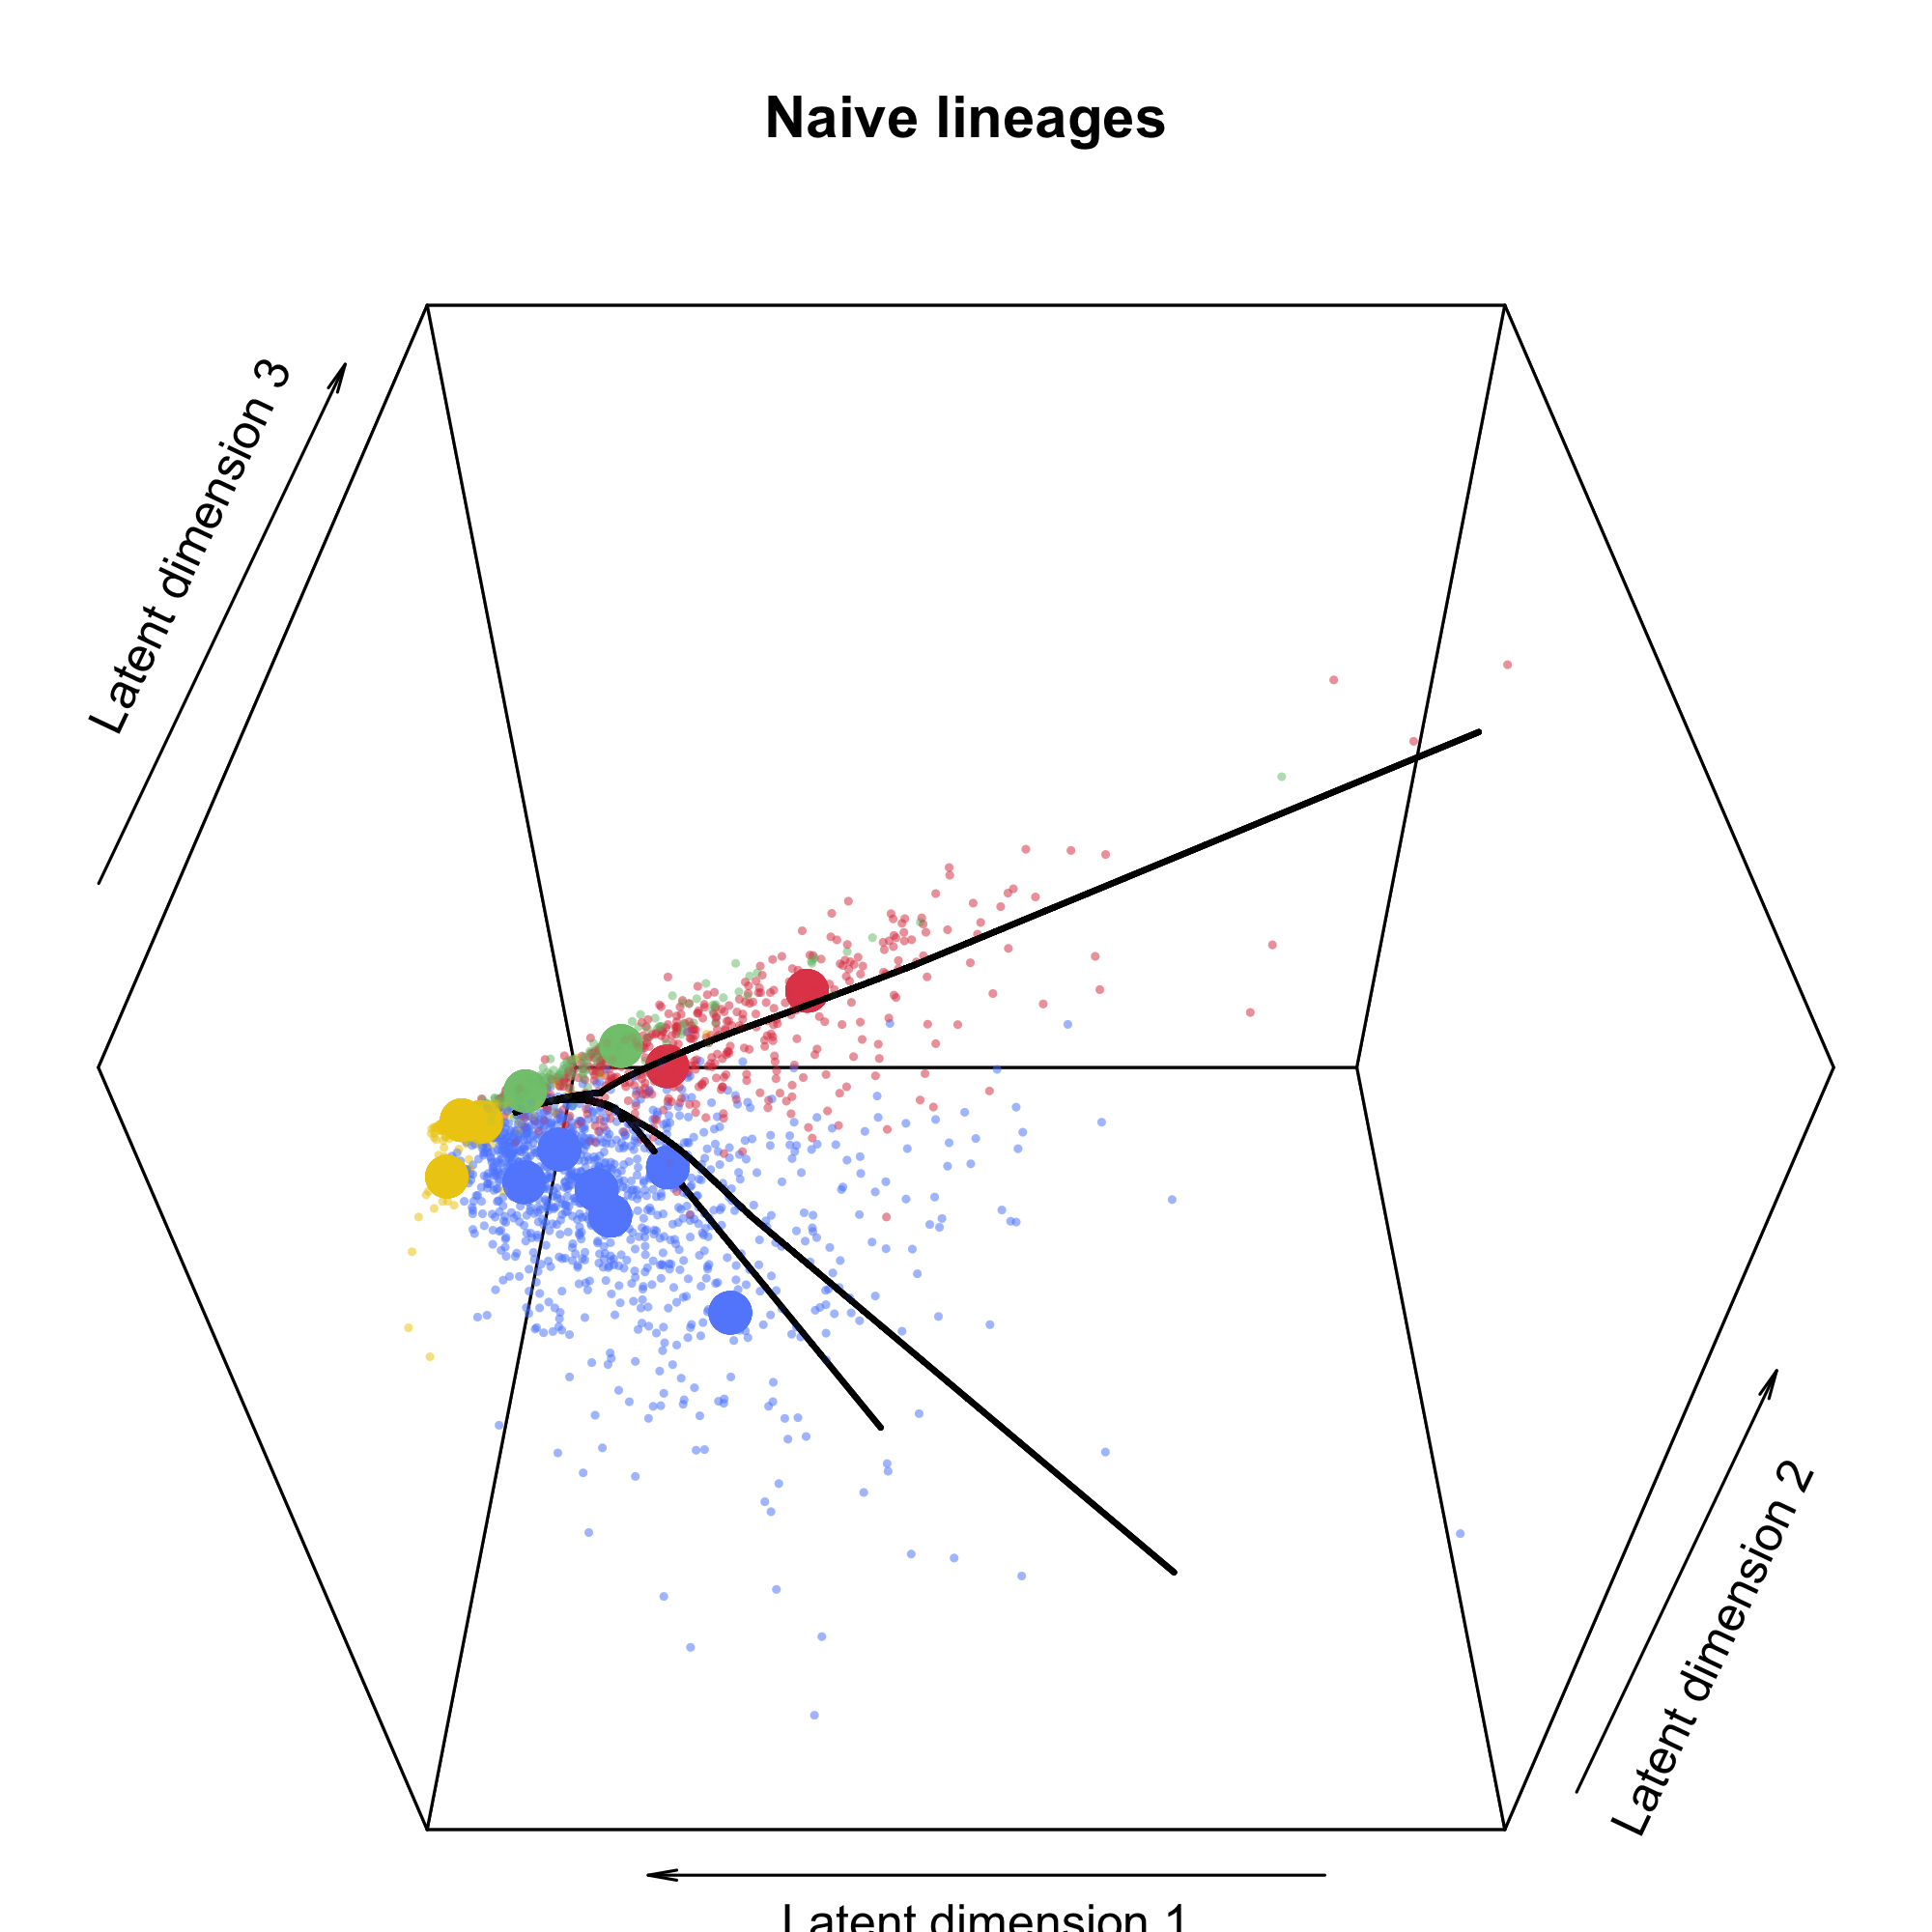 Naive lineages
Latent dimension 3
Latent dimension 2
Latent dimension 1